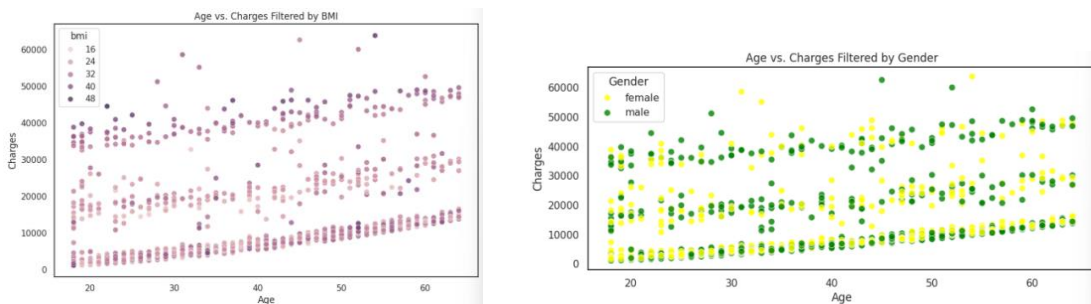 Age vs. Charges Filtered by BMI
bmi
16
24
32
40
48
60000
50000
40000
30000
20000
10000
0
Charges
20
30
40
50
60
Age
Age vs. Charges Filtered by Gender
Gender
female
male
60000
50000
40000
30000
20000
10000
0
Charges
20
30
40
50
60
Age